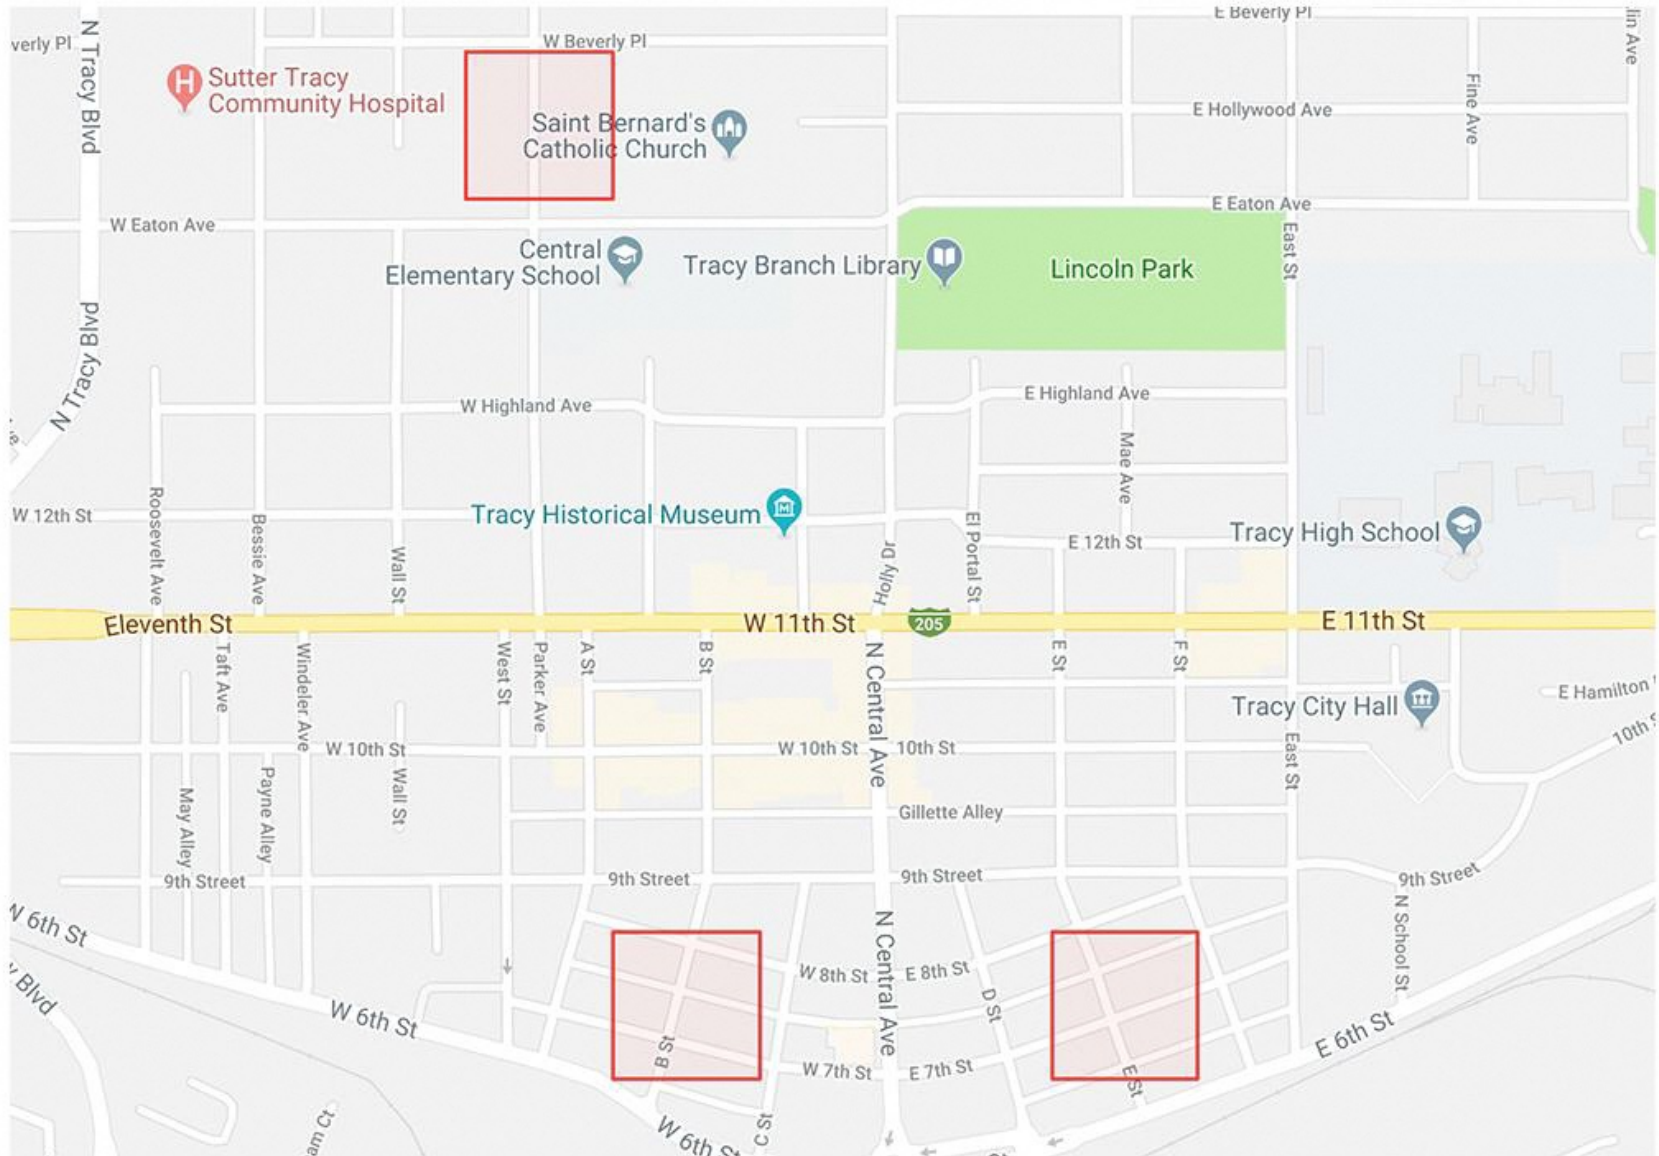 E Beverly Pl
lin Ave
verly Pl
N Tracy Blvd
W Beverly Pl
Sutter Tracy
Community Hospital
Fine Ave
E Hollywood Ave
Saint Bernard's
Catholic Church
E Eaton Ave
W Eaton Ave
East St
Central
Elementary School
Tracy Branch Library
Lincoln Park
N Tracy Blvd
W Highland Ave
E Highland Ave
Mae Ave
W 12th St
Roosevelt Ave
Bessie Ave
Wall St
Tracy Historical Museum
Holly Dr
El Portal St
E 12th St
Tracy High School
Eleventh St
W 11th St
205
E 11th St
Taft Ave
Windeler Ave
West St
Parker Ave
A St
B St
N Central Ave
E St
F St
Tracy City Hall
E Hamilton
10th S
W 10th St
W 10th St
10th St
East St
May Alley
Payne Alley
Wall St
Gillette Alley
9th Street
9th Street
9th Street
9th Street
W 6th St
N Central Ave
N School St
W 8th St
E 8th St
D St
Blvd
W 6th St
B St
W 7th St
E 7th St
E St
E 6th St
C St
am Ct
W 6th St